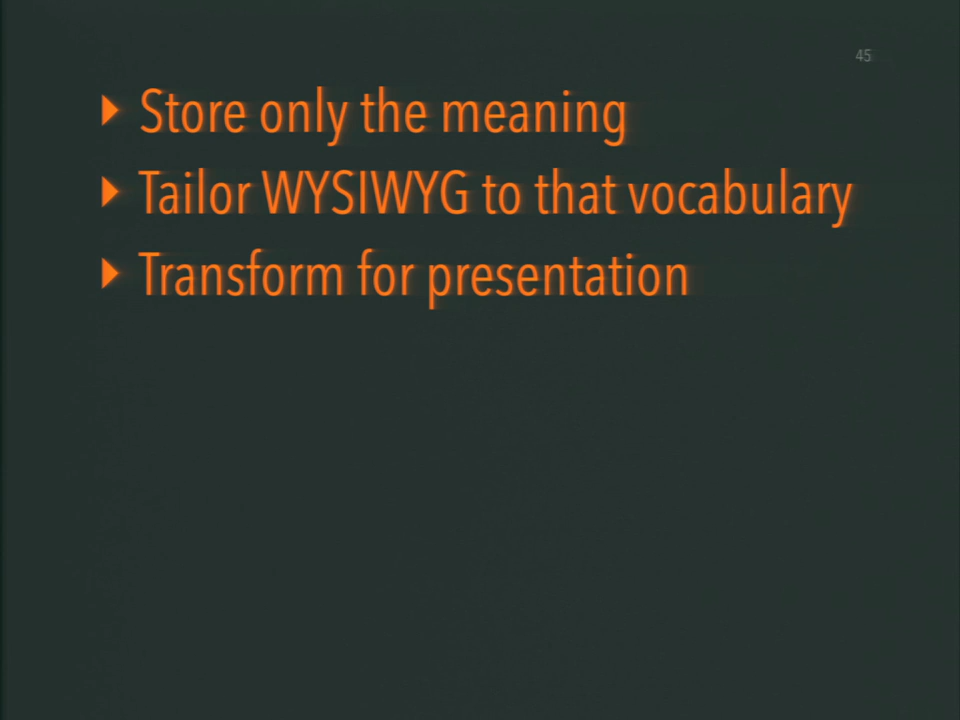 45
Store only the meaning
Tailor WYSIWYG to that vocabulary
Transform for presentation